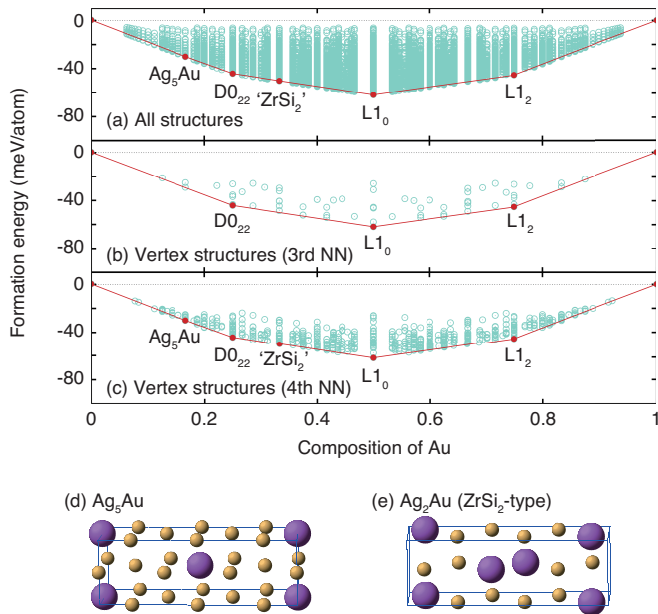 0
-40
-80
Ag₅Au
D0₂₂
'ZrSi₂'
L1₀
L1₂
(a) All structures
Formation energy (meV/atom)
0
-40
-80
D0₂₂
L1₀
L1₂
(b) Vertex structures (3rd NN)
0
-40
-80
Ag₅Au
D0₂₂
'ZrSi₂'
L1₀
L1₂
(c) Vertex structures (4th NN)
0 0.2 0.4 0.6 0.8 1
Composition of Au
(d) Ag₅Au
(e) Ag₂Au (ZrSi₂-type)